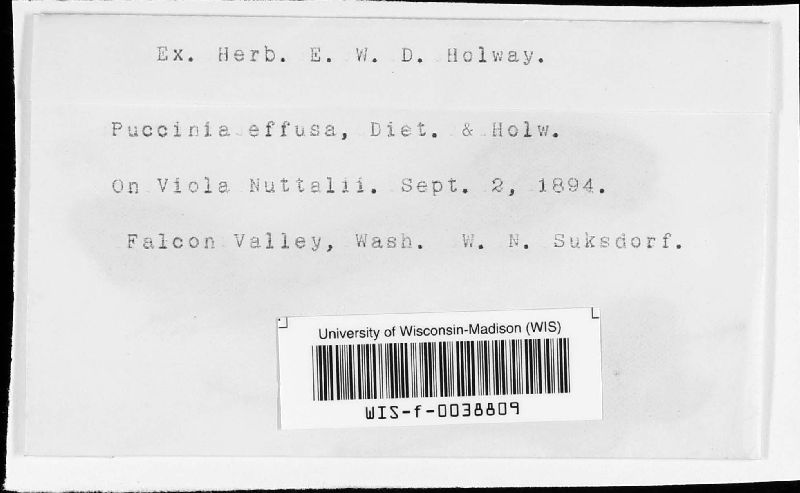 Ex. Herb. E. W. D. Holway.
Puccinia effusa, Diet. & Holw.
On Viola Nuttalii. Sept. 2, 1894.
Falcon Valley, Wash. W. N. Suksdorf.
University of Wisconsin-Madison (WIS)
WIS-f-0038809